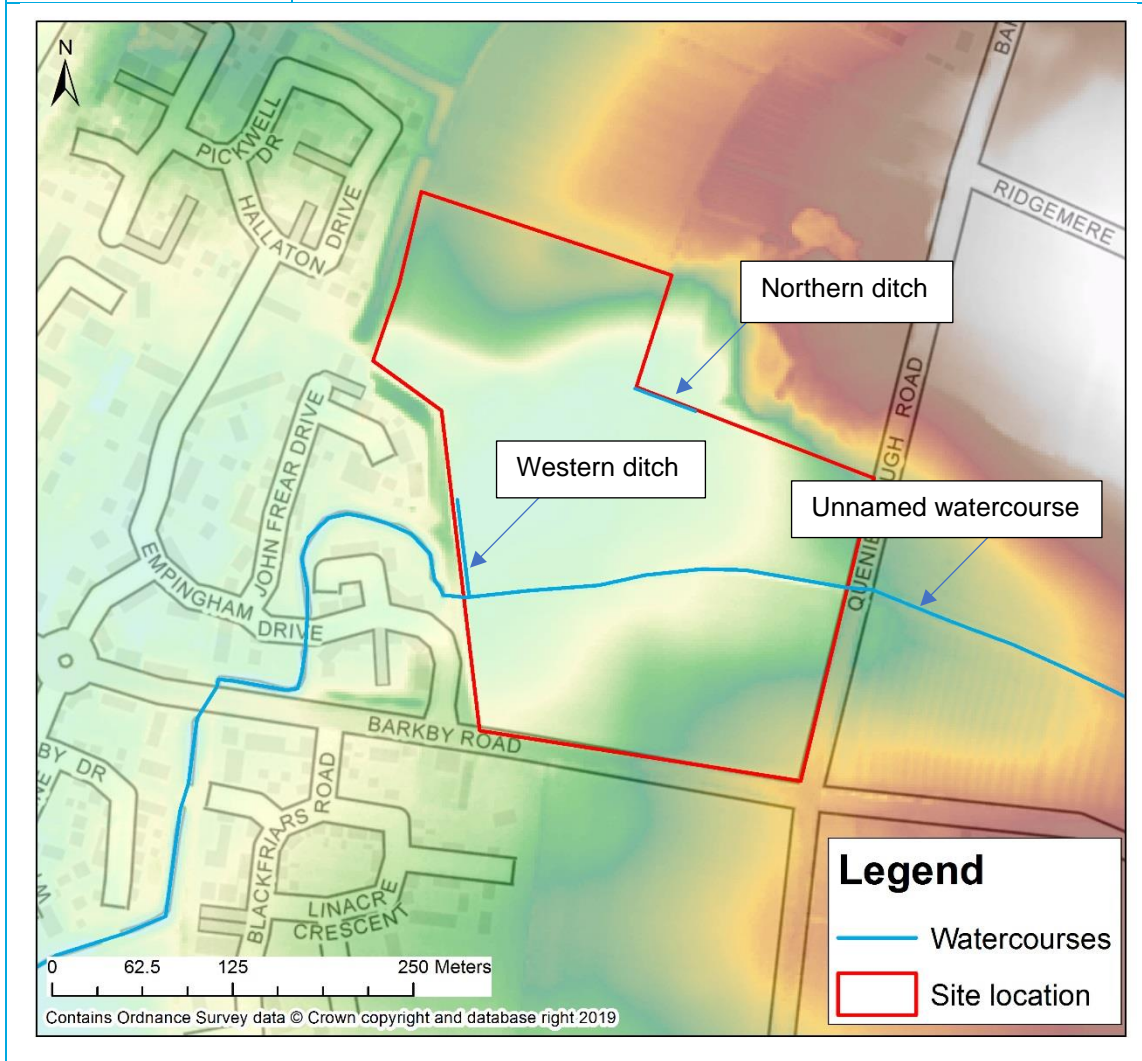 N
PICKWELL
DR
HALLATON
DRIVE
RIDGEMERE
Northern ditch
QUENIBOROUGH ROAD
JOHN FREAR DRIVE
Western ditch
Unnamed watercourse
EMPINGHAM
DRIVE
BARKBY ROAD
BY DR
BLACKFRIARS ROAD
LINACRE
CRESCENT
Legend
Watercourses
Site location
0 62.5 125 250 Meters
Contains Ordnance Survey data © Crown copyright and database right 2019